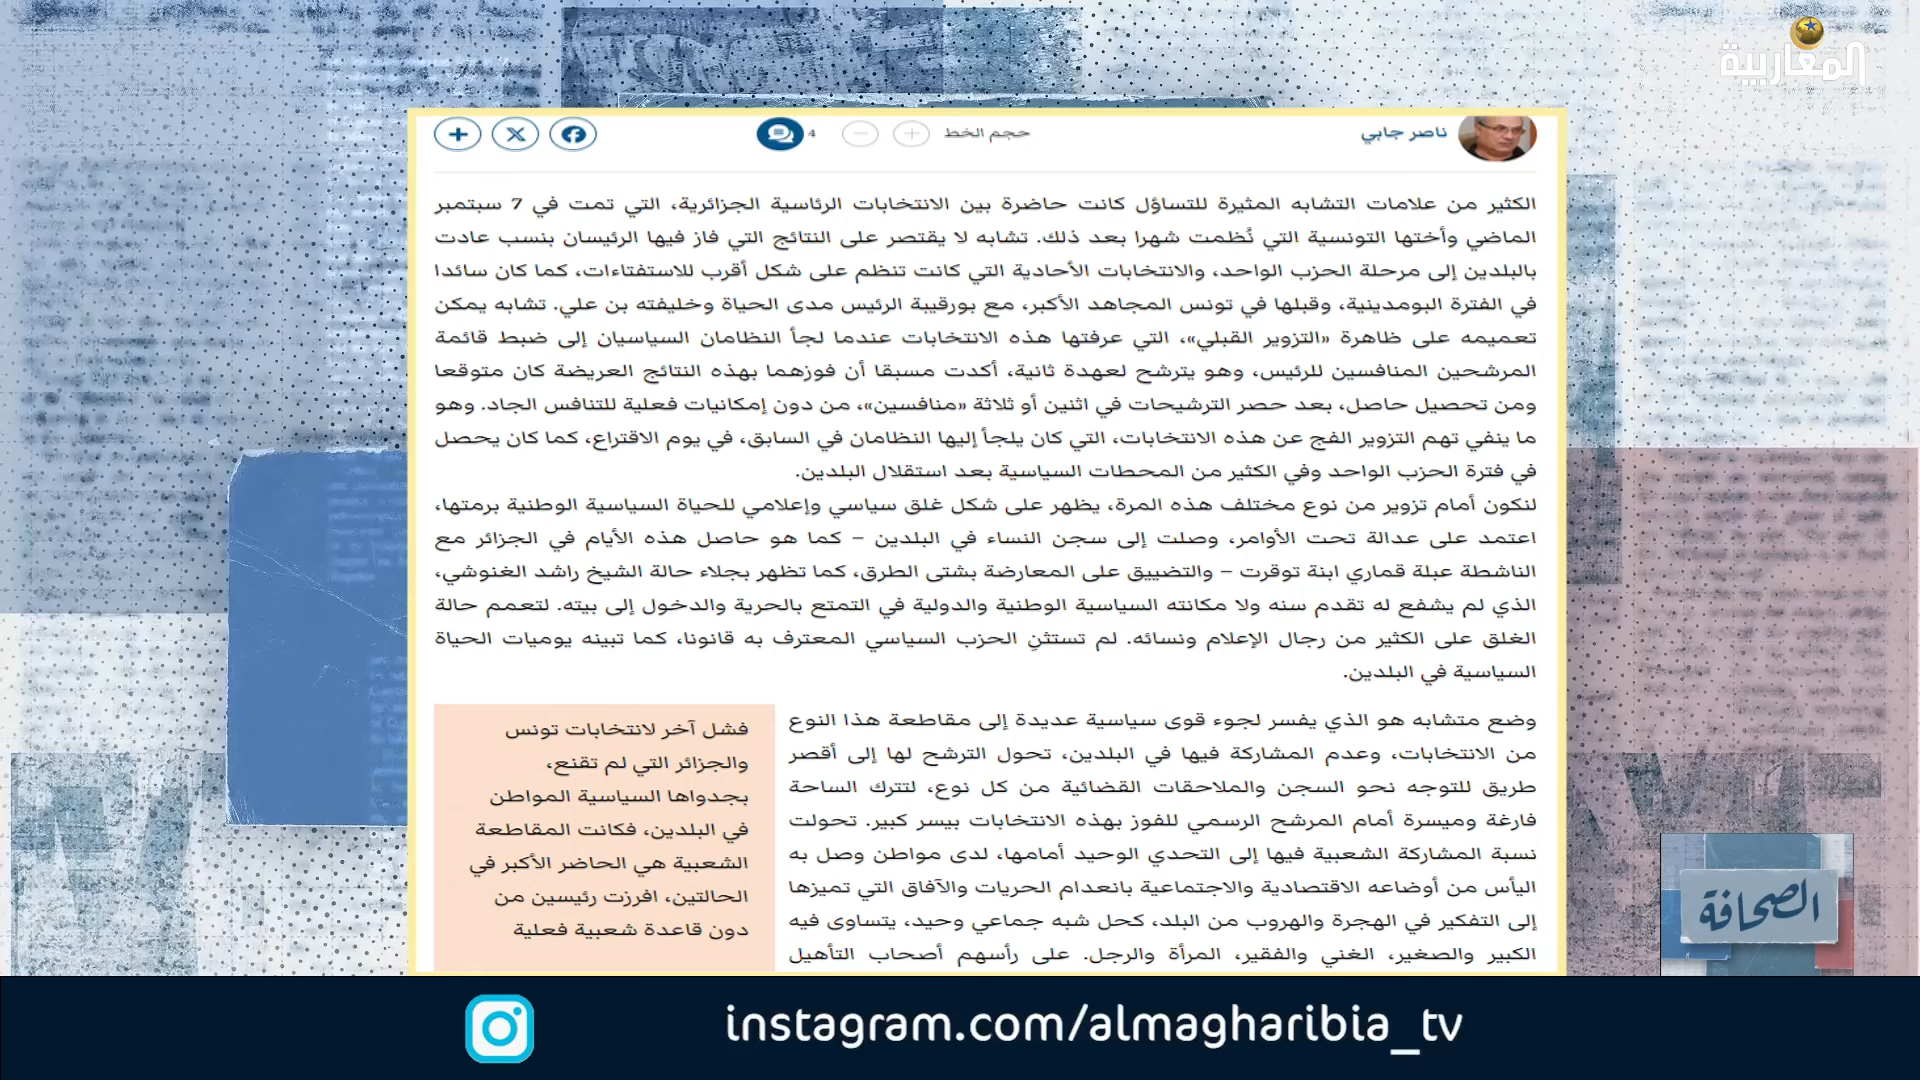 المغاربية
ناصر جابي
حجم الخط
4
الكثير من علامات التشابه المثيرة للتساؤل كانت حاضرة بين الانتخابات الرئاسية الجزائرية، التي تمت في 7 سبتمبر
الماضي وأختها التونسية التي نُظمت شهرا بعد ذلك. تشابه لا يقتصر على النتائج التي فاز فيها الرئيسان بنسب عادت
بالبلدين إلى مرحلة الحزب الواحد، والانتخابات الأحادية التي كانت تنظم على شكل أقرب للاستفتاءات، كما كان سائدا
في الفترة البومدينية، وقبلها في تونس المجاهد الأكبر، مع بورقيبة الرئيس مدى الحياة وخليفته بن علي. تشابه يمكن
تعميمه على ظاهرة «التزوير القبلي»، التي عرفتها هذه الانتخابات عندما لجأ النظامان السياسيان إلى ضبط قائمة
المرشحين المنافسين للرئيس، وهو يترشح لعهدة ثانية، أكدت مسبقا أن فوزهما بهذه النتائج العريضة كان متوقعا
ومن تحصيل حاصل، بعد حصر الترشيحات في اثنين أو ثلاثة «منافسين»، من دون إمكانيات فعلية للتنافس الجاد. وهو
ما ينفي تهم التزوير الفج عن هذه الانتخابات، التي كان يلجأ إليها النظامان في السابق، في يوم الاقتراع، كما كان يحصل
في فترة الحزب الواحد وفي الكثير من المحطات السياسية بعد استقلال البلدين.
لنكون أمام تزوير من نوع مختلف هذه المرة، يظهر على شكل غلق سياسي وإعلامي للحياة السياسية الوطنية برمتها،
اعتمد على عدالة تحت الأوامر، وصلت إلى سجن النساء في البلدين – كما هو حاصل هذه الأيام في الجزائر مع
الناشطة عبلة قماري ابنة توقرت – والتضييق على المعارضة بشتى الطرق، كما تظهر بجلاء حالة الشيخ راشد الغنوشي،
الذي لم يشفع له تقدم سنه ولا مكانته السياسية الوطنية والدولية في التمتع بالحرية والدخول إلى بيته. لتعمم حالة
الغلق على الكثير من رجال الإعلام ونسائه. لم تستثنِ الحزب السياسي المعترف به قانونا، كما تبينه يوميات الحياة
السياسية في البلدين.
وضع متشابه هو الذي يفسر لجوء قوى سياسية عديدة إلى مقاطعة هذا النوع
من الانتخابات، وعدم المشاركة فيها في البلدين، تحول الترشح لها إلى أقصر
طريق للتوجه نحو السجن والملاحقات القضائية من كل نوع، لتترك الساحة
فارغة وميسرة أمام المرشح الرسمي للفوز بهذه الانتخابات بيسر كبير. تحولت
نسبة المشاركة الشعبية فيها إلى التحدي الوحيد أمامها، لدى مواطن وصل به
اليأس من أوضاعه الاقتصادية والاجتماعية بانعدام الحريات والآفاق التي تميزها
إلى التفكير في الهجرة والهروب من البلد، كحل شبه جماعي وحيد، يتساوى فيه
الكبير والصغير، الغني والفقير، المرأة والرجل. على رأسهم أصحاب التأهيل
فشل آخر لانتخابات تونس
والجزائر التي لم تقنع،
بجدواها السياسية المواطن
في البلدين، فكانت المقاطعة
الشعبية هي الحاضر الأكبر في
الحالتين، افرزت رئيسين من
دون قاعدة شعبية فعلية
الصحافة
instagram.com/almagharibia_tv